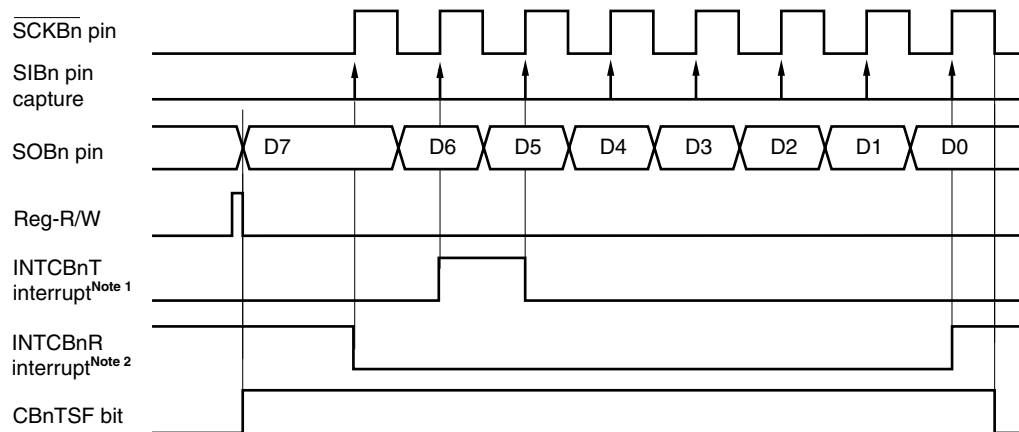 SCKBn pin
SIBn pin
capture
SOBn pin
D7 D6 D5 D4 D3 D2 D1 D0
Reg-R/W
INTCBnT
interruptNote 1
INTCBnR
interruptNote 2
CBnTSF bit